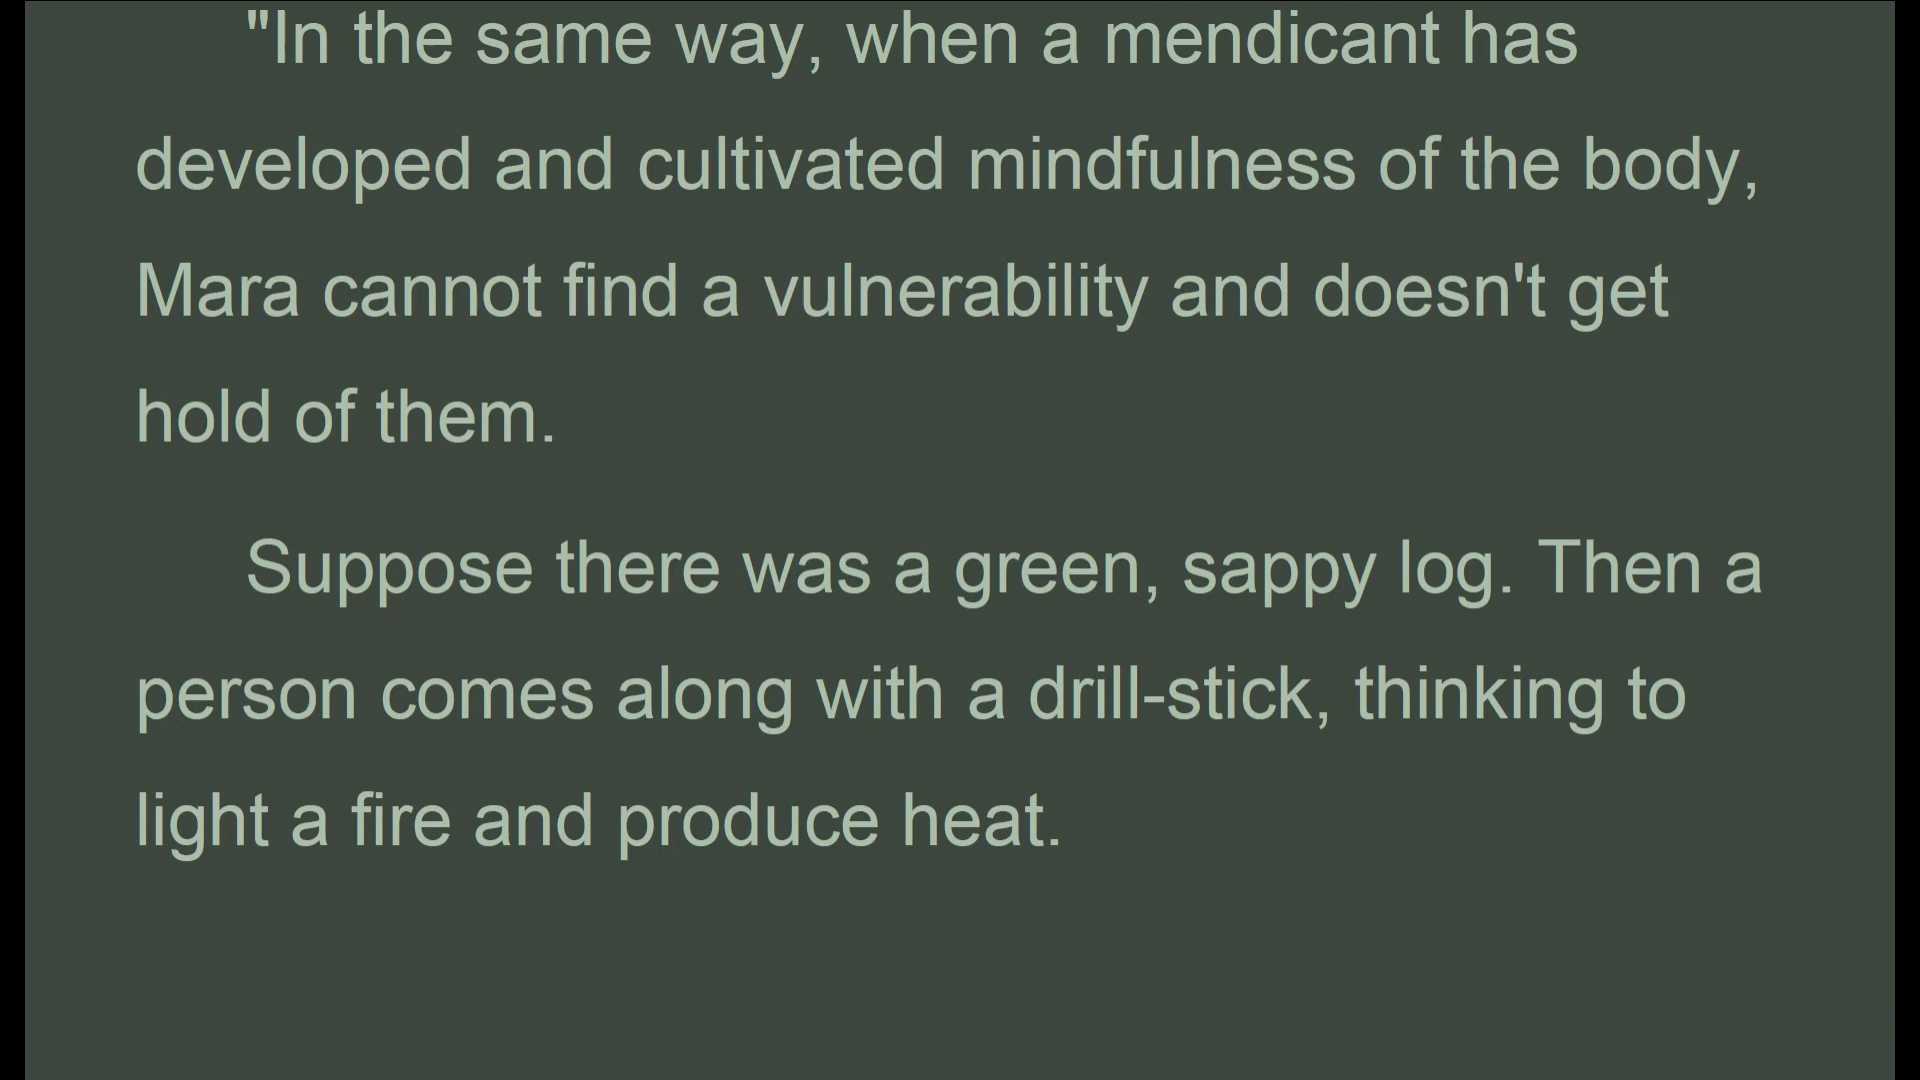 "In the same way, when a mendicant has
developed and cultivated mindfulness of the body,
Mara cannot find a vulnerability and doesn't get
hold of them.
Suppose there was a green, sappy log. Then a
person comes along with a drill-stick, thinking to
light a fire and produce heat.